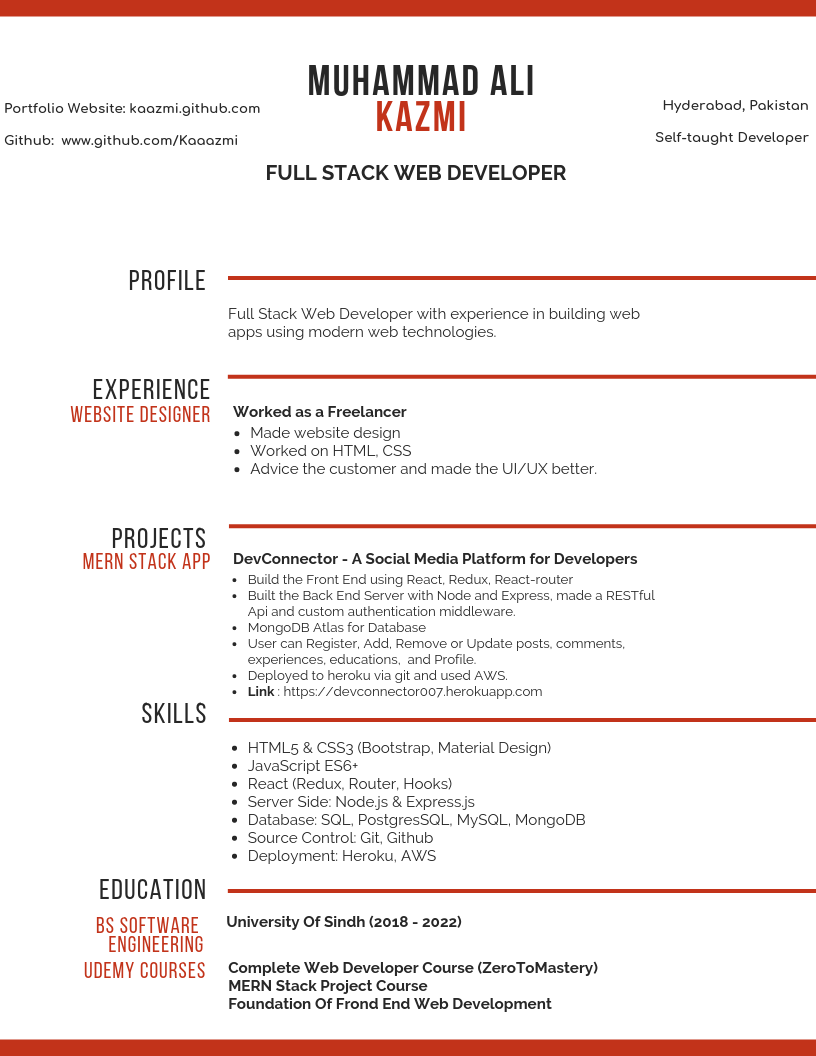 MUHAMMAD ALI
KAZMI
Portfolio Website: kaazmi.github.com
Github:  www.github.com/Kaaazmi
Hyderabad, Pakistan
Self-taught Developer
FULL STACK WEB DEVELOPER
PROFILE
Full Stack Web Developer with experience in building web
apps using modern web technologies.
EXPERIENCE
WEBSITE DESIGNER
Worked as a Freelancer
• Made website design
• Worked on HTML, CSS
• Advice the customer and made the UI/UX better.
PROJECTS
MERN STACK APP
DevConnector - A Social Media Platform for Developers
• Build the Front End using React, Redux, React-router
• Built the Back End Server with Node and Express, made a RESTful
Api and custom authentication middleware.
• MongoDB Atlas for Database
• User can Register, Add, Remove or Update posts, comments,
experiences, educations,  and Profile.
• Deployed to heroku via git and used AWS.
• Link : https://devconnector007.herokuapp.com
SKILLS
• HTML5 & CSS3 (Bootstrap, Material Design)
• JavaScript ES6+
• React (Redux, Router, Hooks)
• Server Side: Node.js & Express.js
• Database: SQL, PostgresSQL, MySQL, MongoDB
• Source Control: Git, Github
• Deployment: Heroku, AWS
EDUCATION
BS SOFTWARE
ENGINEERING
University Of Sindh (2018 - 2022)
UDEMY COURSES
Complete Web Developer Course (ZeroToMastery)
MERN Stack Project Course
Foundation Of Frond End Web Development